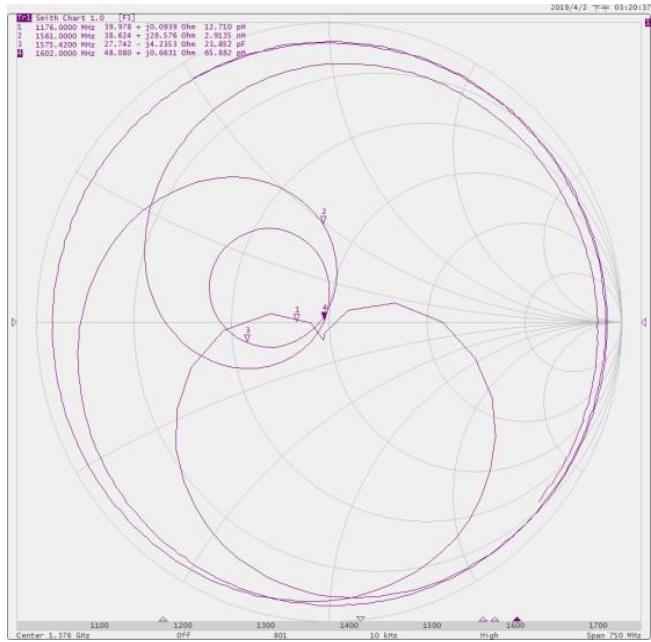 2019/4/2 下午 03:20:37
Tr1 Smith Chart 1.0 [F1]
1 1176.0000 MHz 39.978 + j0.0939 Ohm 12.710 pH
2 1561.0000 MHz 38.624 + j28.576 Ohm 2.9135 nH
3 1575.4200 MHz 27.742 - j4.2353 Ohm 23.852 pF
4 1602.0000 MHz 48.080 + j0.6631 Ohm 65.882 pH
1
2
1
4
3
1100 1200 1300 1400 1500 1600 1700
Center 1.376 GHz Off 801 10 kHz High Span 750 MHz